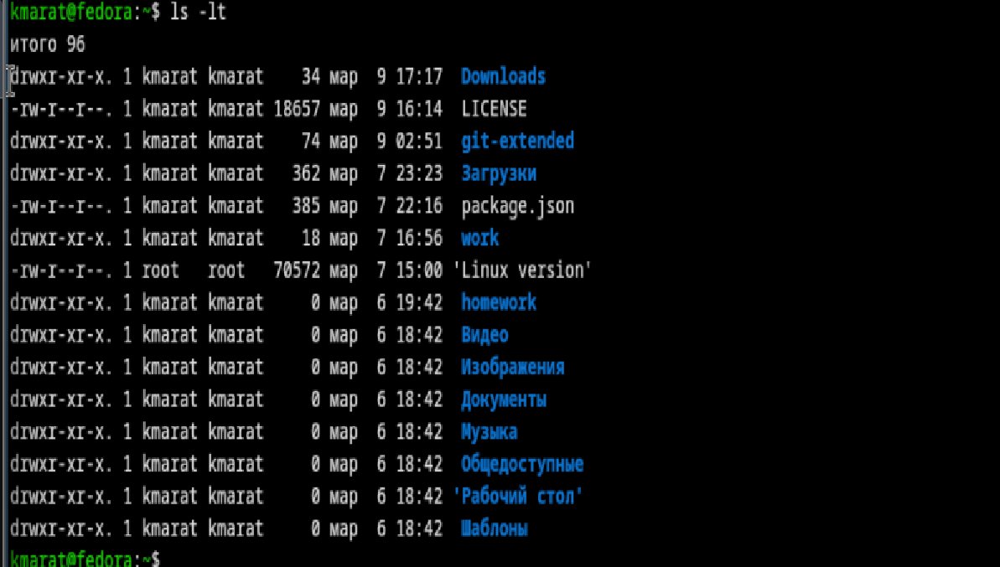 kmarat@fedora:~$ ls -lt
итого 96
drwxr-xr-x. 1 kmarat kmarat    34 мар  9 17:17  Downloads
-rw-r--r--. 1 kmarat kmarat 18657 мар  9 16:14  LICENSE
drwxr-xr-x. 1 kmarat kmarat    74 мар  9 02:51  git-extended
drwxr-xr-x. 1 kmarat kmarat   362 мар  7 23:23  Загрузки
-rw-r--r--. 1 kmarat kmarat   385 мар  7 22:16  package.json
drwxr-xr-x. 1 kmarat kmarat    18 мар  7 16:56  work
-rw-r--r--. 1 root   root   70572 мар  7 15:00 'Linux version'
drwxr-xr-x. 1 kmarat kmarat     0 мар  6 19:42  homework
drwxr-xr-x. 1 kmarat kmarat     0 мар  6 18:42  Видео
drwxr-xr-x. 1 kmarat kmarat     0 мар  6 18:42  Изображения
drwxr-xr-x. 1 kmarat kmarat     0 мар  6 18:42  Документы
drwxr-xr-x. 1 kmarat kmarat     0 мар  6 18:42  Музыка
drwxr-xr-x. 1 kmarat kmarat     0 мар  6 18:42  Общедоступные
drwxr-xr-x. 1 kmarat kmarat     0 мар  6 18:42 'Рабочий стол'
drwxr-xr-x. 1 kmarat kmarat     0 мар  6 18:42  Шаблоны
kmarat@fedora:~$